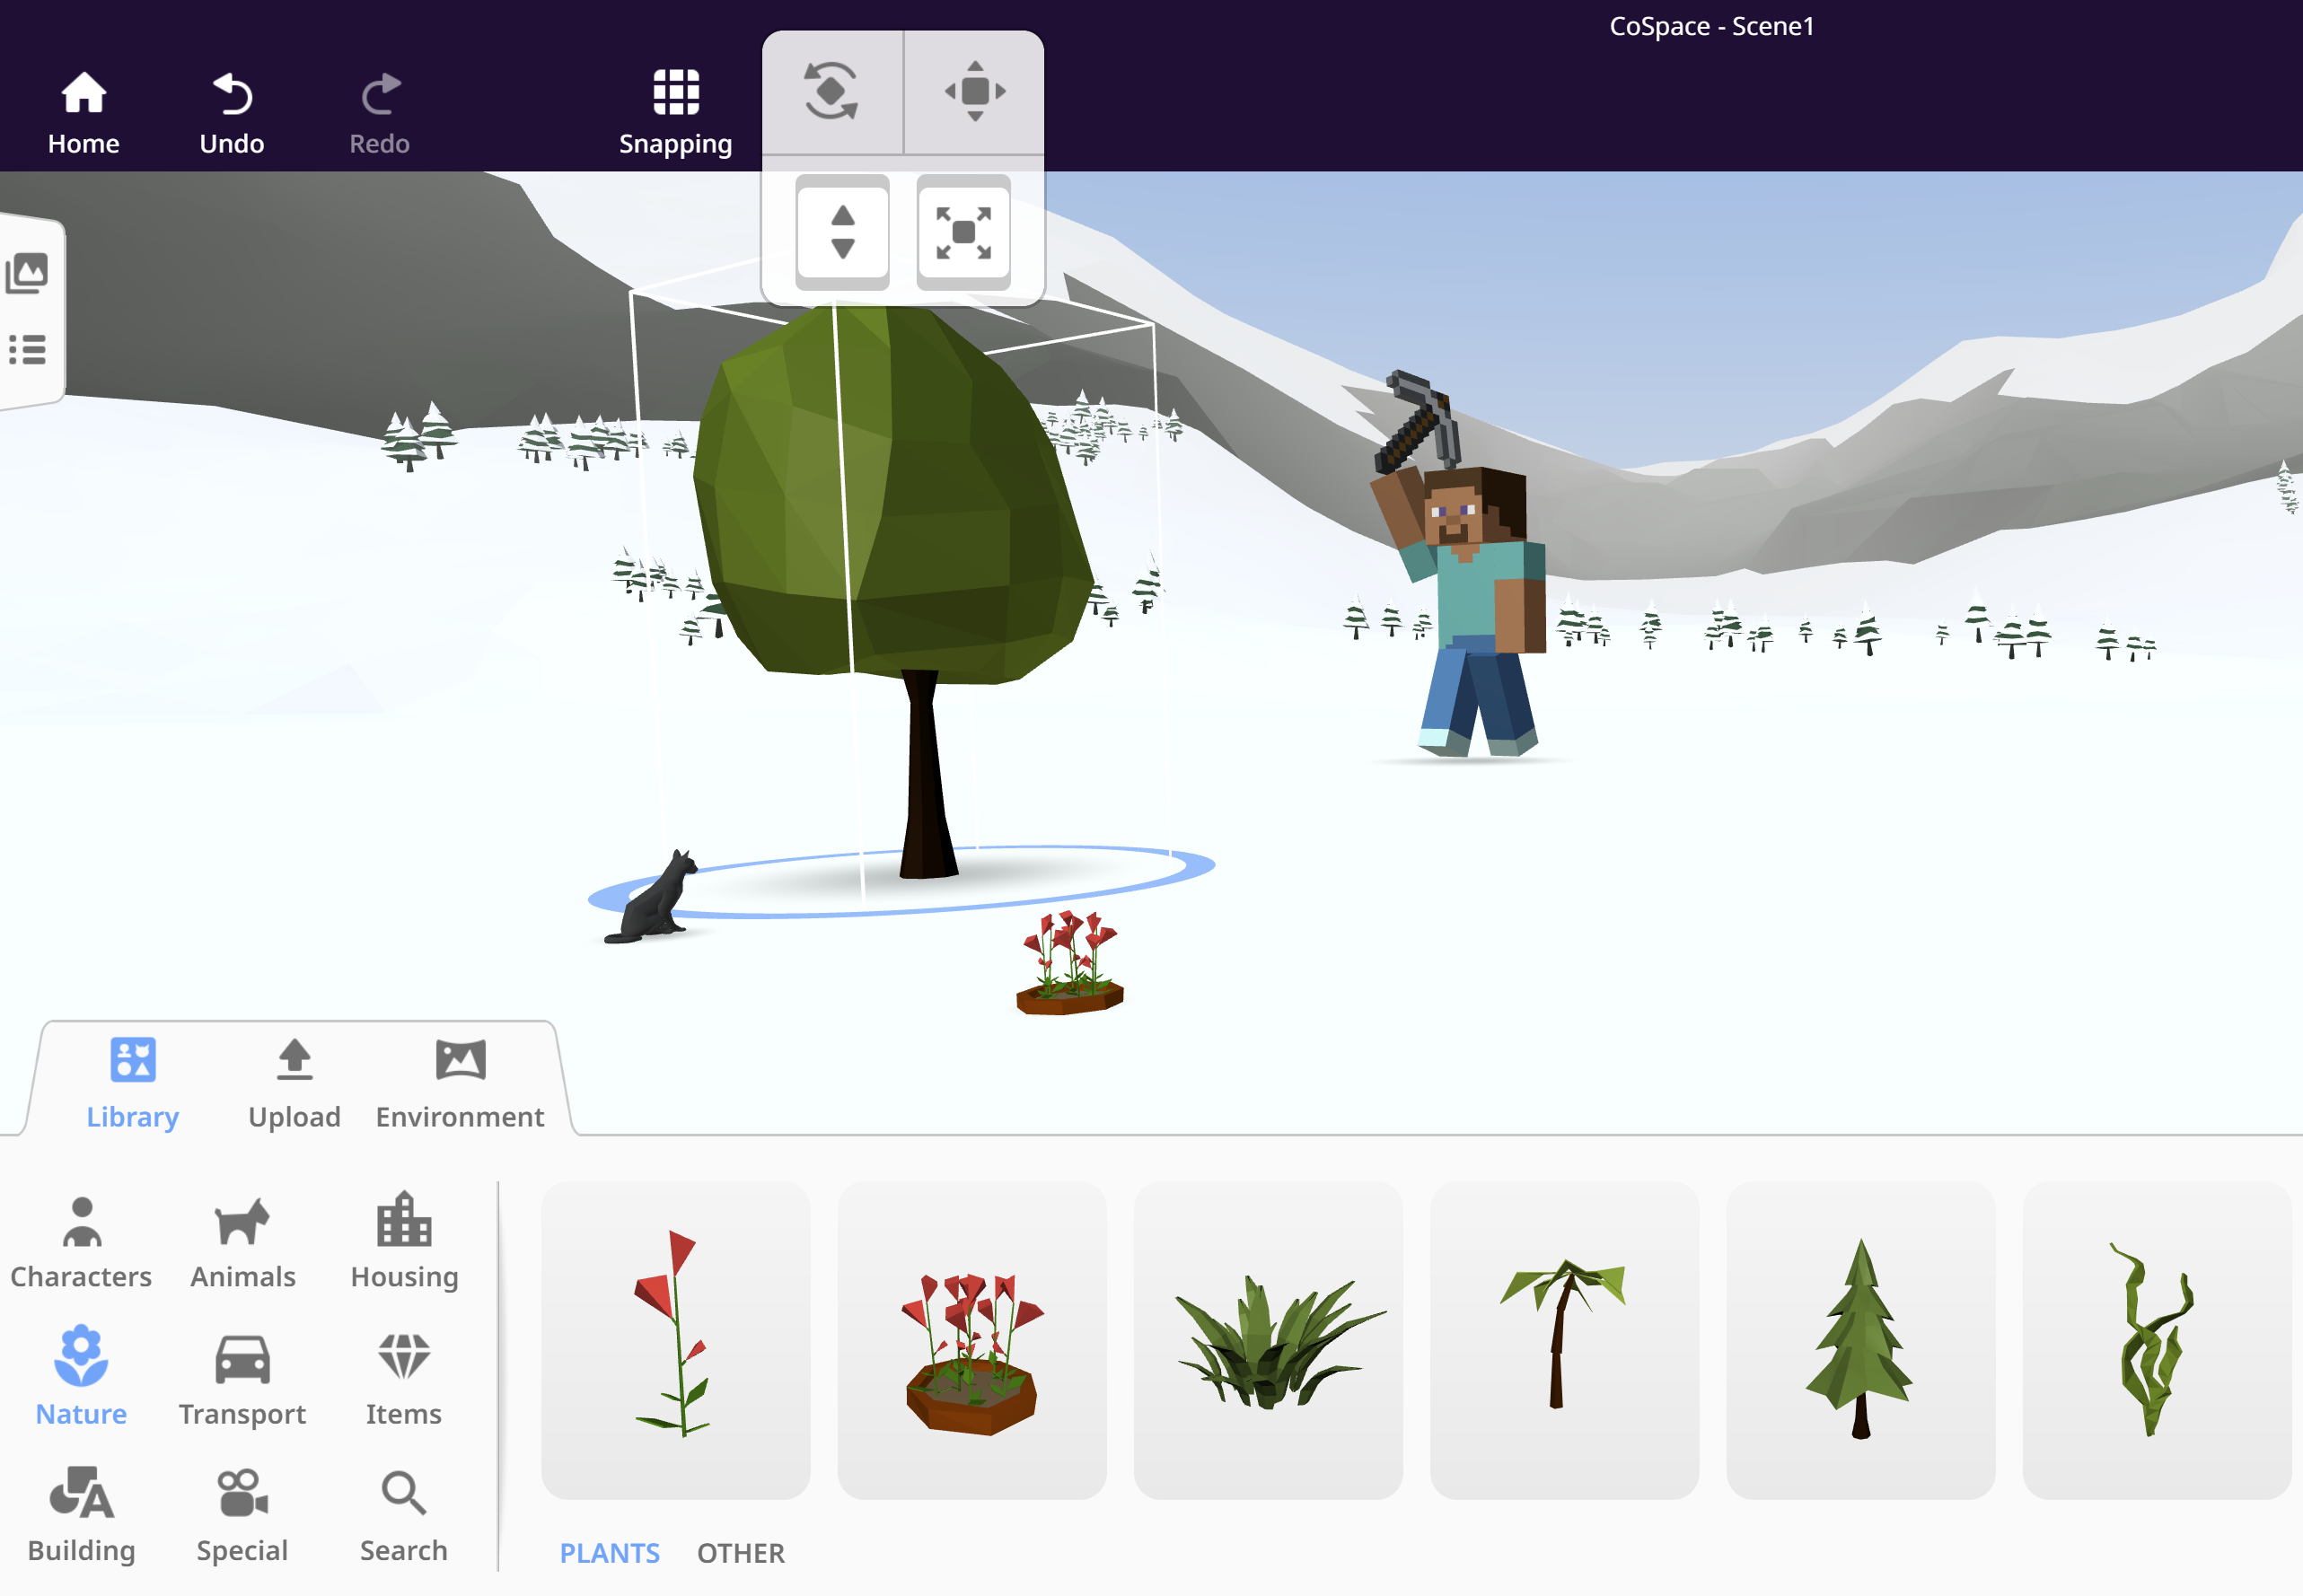 CoSpace - Scene1
Home
Undo
Redo
Snapping
Library
Upload
Environment
Characters
Animals
Housing
Nature
Transport
Items
Building
Special
Search
PLANTS
OTHER